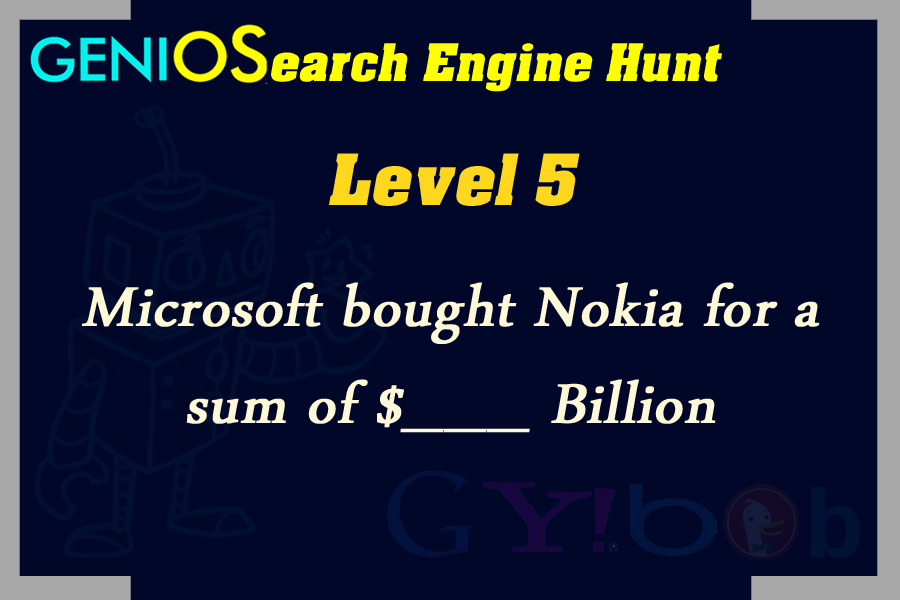 GENIOSearch Engine Hunt
Level 5
Microsoft bought Nokia for a
sum of $_____ Billion
G Y! b b